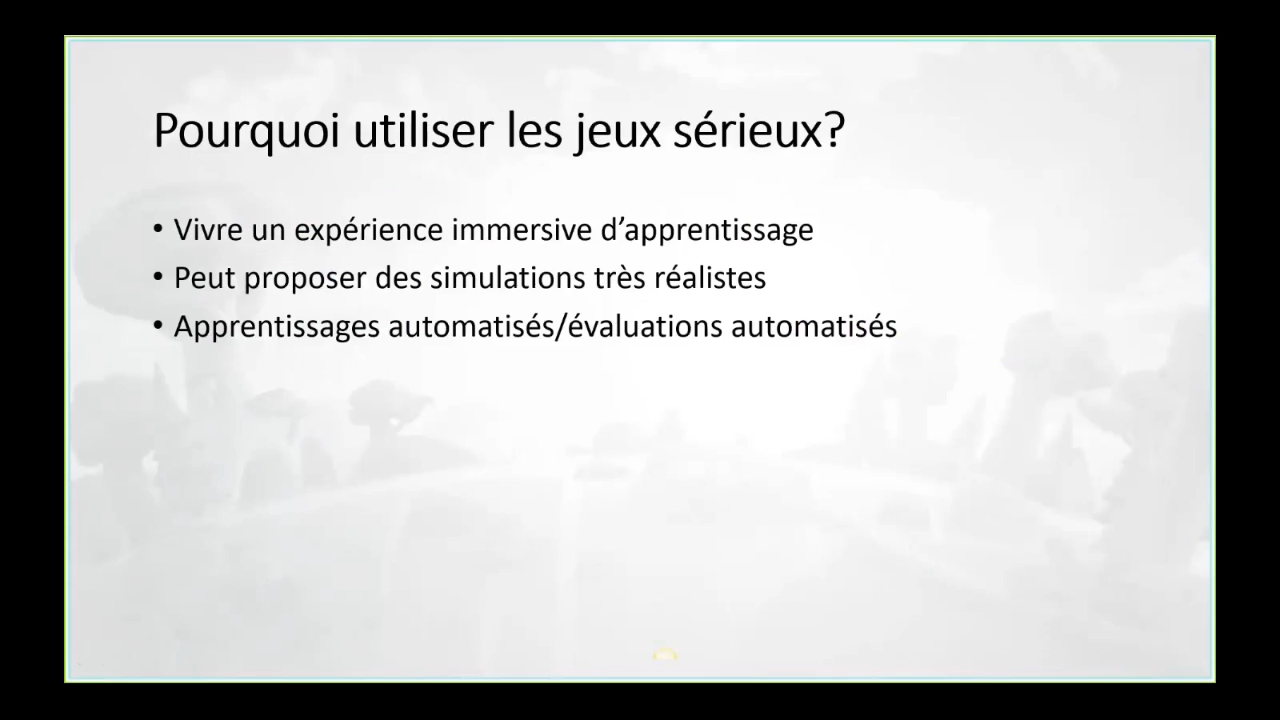 Pourquoi utiliser les jeux sérieux?
• Vivre un expérience immersive d’apprentissage
• Peut proposer des simulations très réalistes
• Apprentissages automatisés/évaluations automatisés